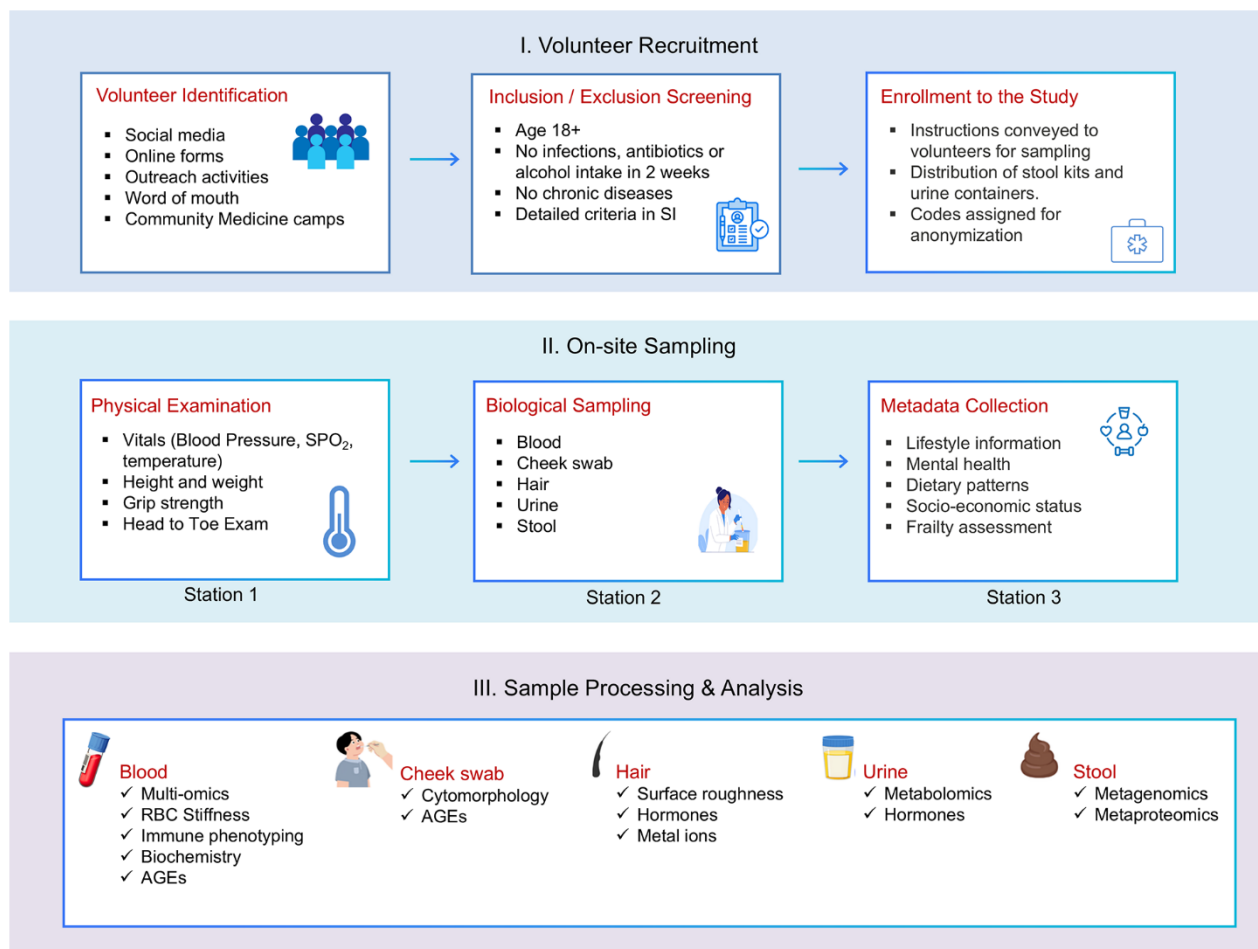 I. Volunteer Recruitment
Volunteer Identification
▪ Social media
▪ Online forms
▪ Outreach activities
▪ Word of mouth
▪ Community Medicine camps
Inclusion / Exclusion Screening
▪ Age 18+
▪ No infections, antibiotics or
alcohol intake in 2 weeks
▪ No chronic diseases
▪ Detailed criteria in SI
Enrollment to the Study
▪ Instructions conveyed to
volunteers for sampling
▪ Distribution of stool kits and
urine containers.
▪ Codes assigned for
anonymization
II. On-site Sampling
Physical Examination
▪ Vitals (Blood Pressure, SPO₂,
temperature)
▪ Height and weight
▪ Grip strength
▪ Head to Toe Exam
Station 1
Biological Sampling
▪ Blood
▪ Cheek swab
▪ Hair
▪ Urine
▪ Stool
Station 2
Metadata Collection
▪ Lifestyle information
▪ Mental health
▪ Dietary patterns
▪ Socio-economic status
▪ Frailty assessment
Station 3
III. Sample Processing & Analysis
Blood
✓ Multi-omics
✓ RBC Stiffness
✓ Immune phenotyping
✓ Biochemistry
✓ AGEs
Cheek swab
✓ Cytomorphology
✓ AGEs
Hair
✓ Surface roughness
✓ Hormones
✓ Metal ions
Urine
✓ Metabolomics
✓ Hormones
Stool
✓ Metagenomics
✓ Metaproteomics